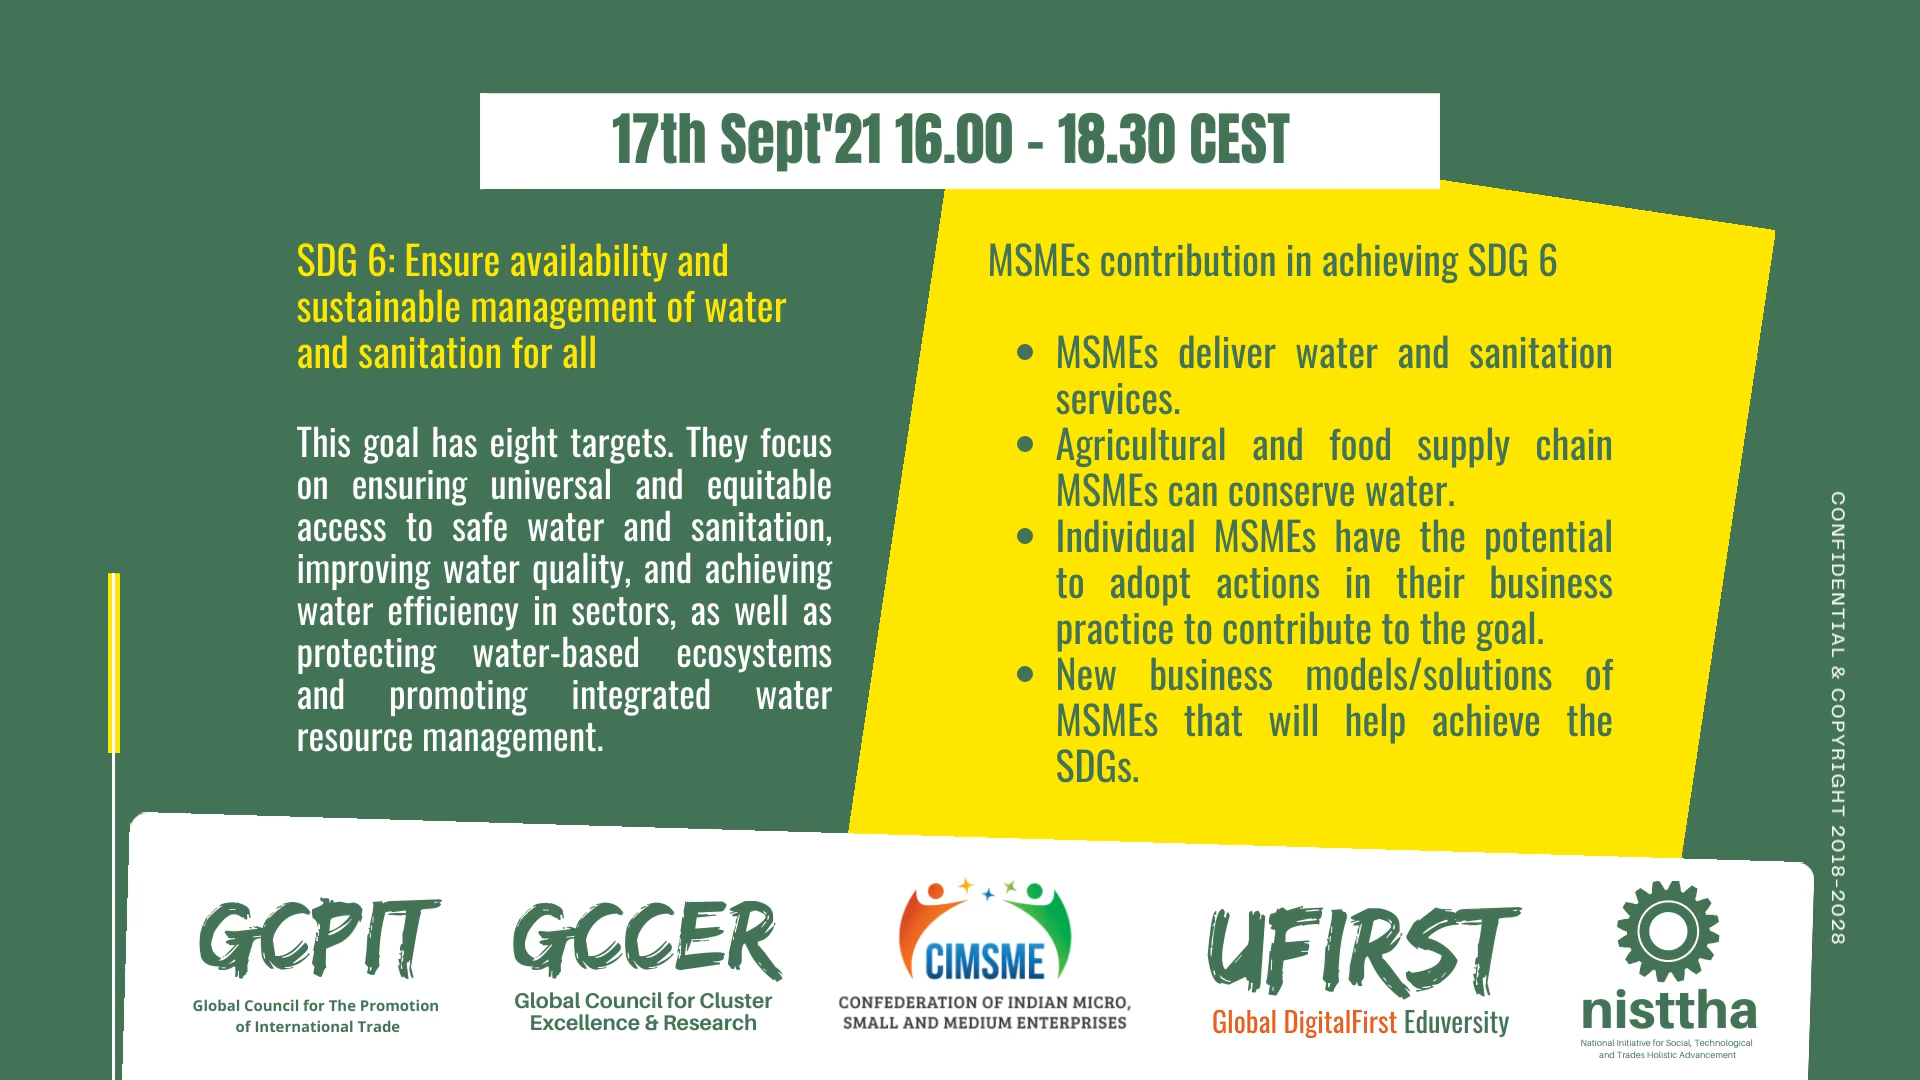 17th Sept'21 16.00 - 18.30 CEST
SDG 6: Ensure availability and
sustainable management of water
and sanitation for all
This goal has eight targets. They focus
on ensuring universal and equitable
access to safe water and sanitation,
improving water quality, and achieving
water efficiency in sectors, as well as
protecting water-based ecosystems
and promoting integrated water
resource management.
MSMEs contribution in achieving SDG 6
• MSMEs deliver water and sanitation
services.
• Agricultural and food supply chain
MSMEs can conserve water.
• Individual MSMEs have the potential
to adopt actions in their business
practice to contribute to the goal.
• New business models/solutions of
MSMEs that will help achieve the
SDGs.
CONFIDENTIAL & COPYRIGHT 2018-2028
GCPIT
Global Council for The Promotion
of International Trade
GCCER
Global Council for Cluster
Excellence & Research
CIMSME
CONFEDERATION OF INDIAN MICRO,
SMALL AND MEDIUM ENTERPRISES
UFIRST
Global DigitalFirst Eduversity
nisttha
National Initiative for Social, Technological
and Trades Holistic Advancement